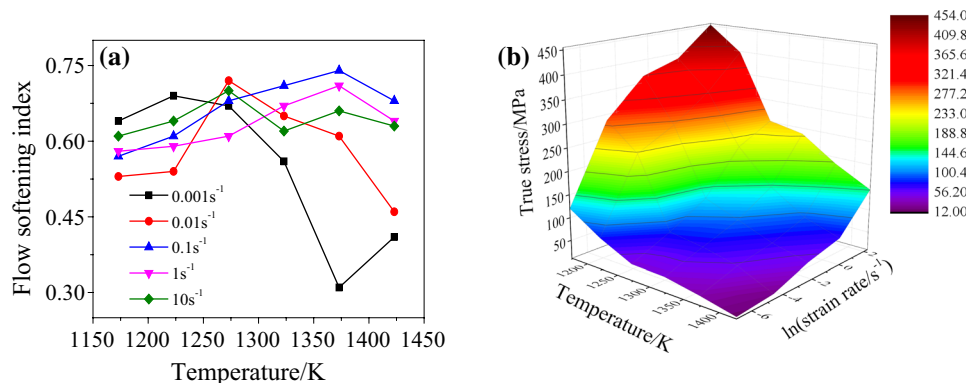 (a)
Flow softening index
0.75
0.60
0.45
0.30
0.001s⁻¹
0.01s⁻¹
0.1s⁻¹
1s⁻¹
10s⁻¹
1150 1200 1250 1300 1350 1400 1450
Temperature/K
(b)
True stress/MPa
450
400
350
300
250
200
150
100
50
1200
1250
1300
1350
1400
Temperature/K
-6
2
ln(strain rate/s⁻¹)
454.0
409.8
365.6
321.4
277.2
233.0
188.8
144.6
100.4
56.20
12.00